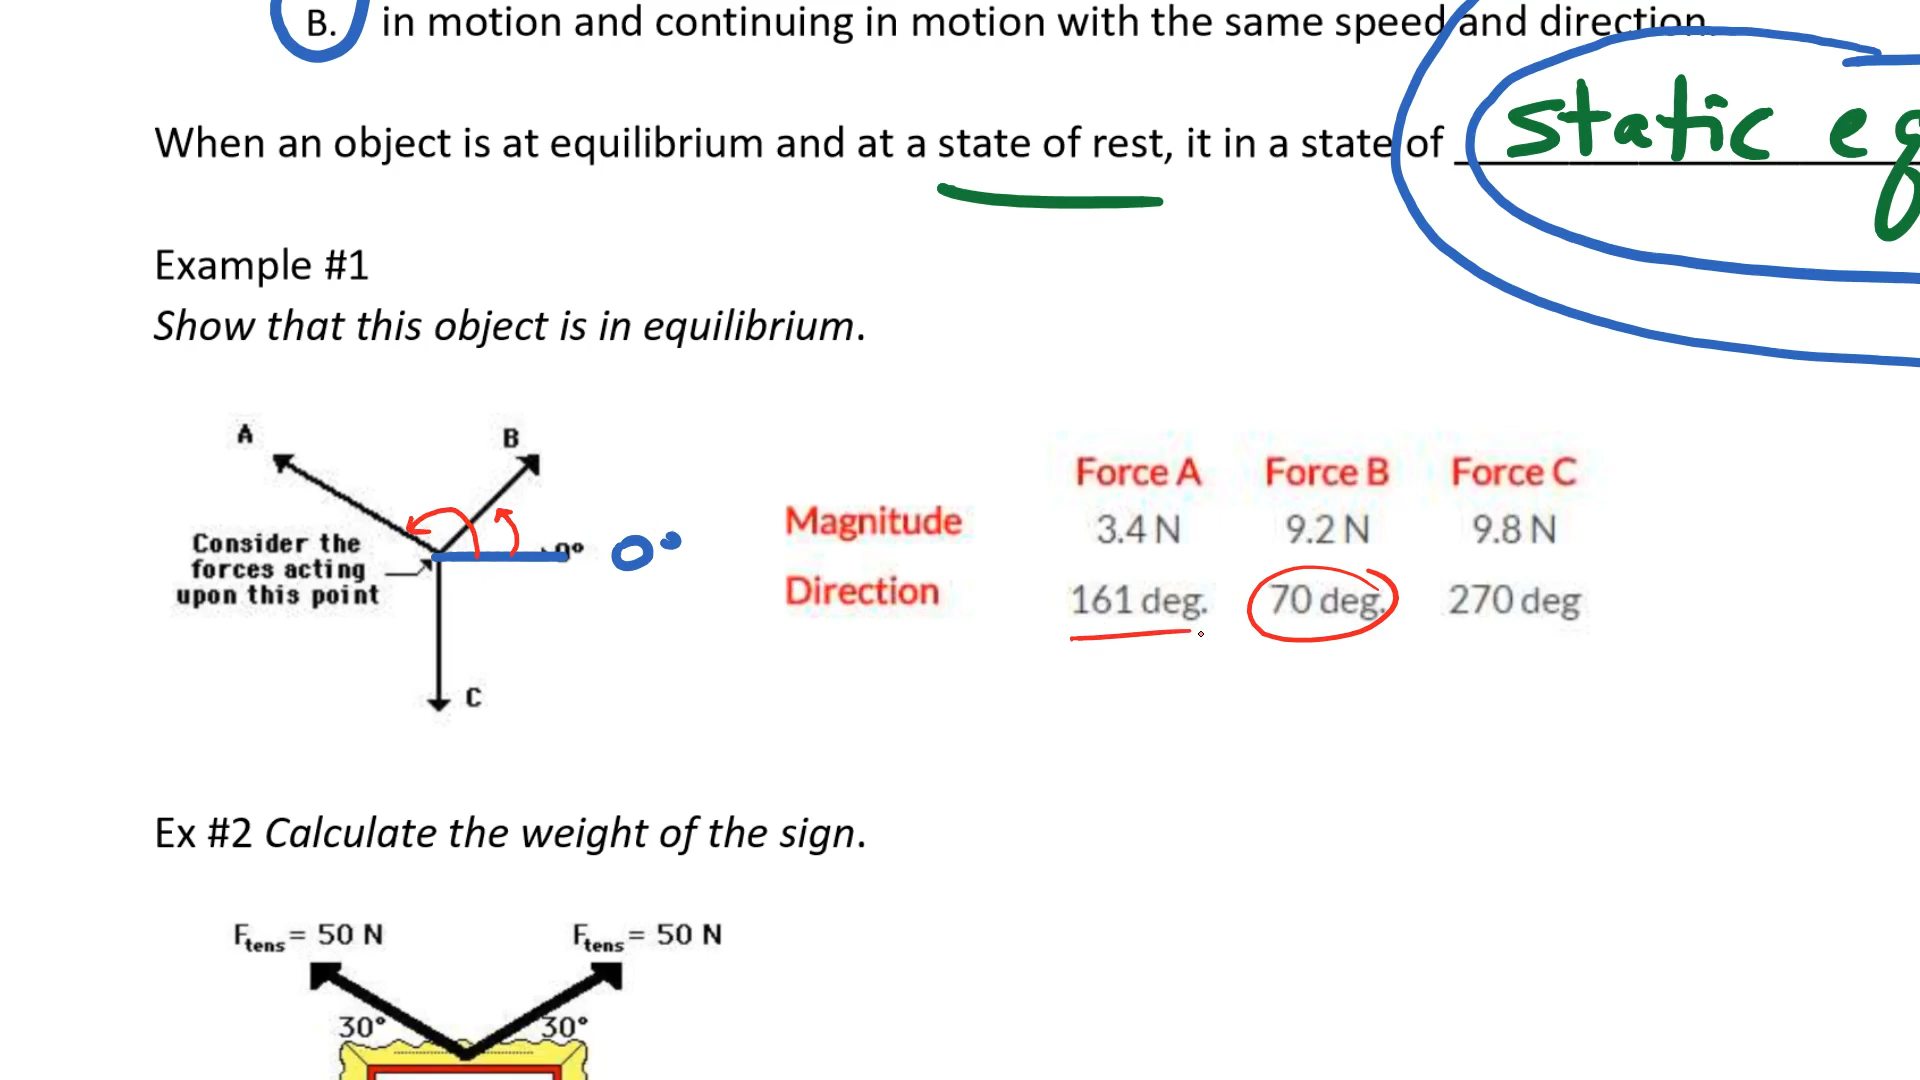 B. in motion and continuing in motion with the same speed and direction.
When an object is at equilibrium and at a state of rest, it in a state of static eq
Example #1
Show that this object is in equilibrium.
A
B
Consider the
forces acting
upon this point
0° 0°
C
Force A Force B Force C
Magnitude 3.4 N 9.2 N 9.8 N
Direction 161 deg. 70 deg. 270 deg
Ex #2 Calculate the weight of the sign.
Ftens = 50 N Ftens = 50 N
30° 30°